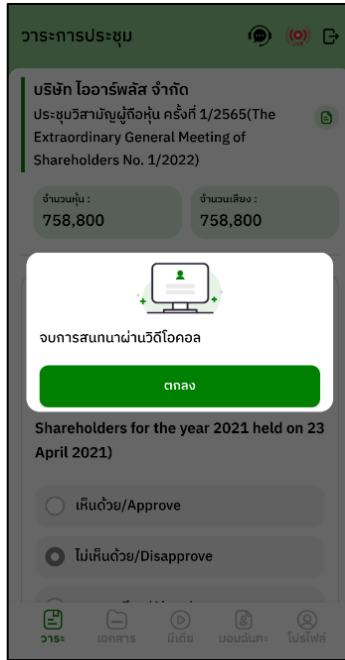 วาระการประชุม
บริษัท ไออาร์พลัส จำกัด
ประชุมวิสามัญผู้ถือหุ้น ครั้งที่ 1/2565(The
Extraordinary General Meeting of
Shareholders No. 1/2022)
จำนวนหุ้น :
758,800
จำนวนเสียง :
758,800
จบการสนทนาผ่านวิดีโอคอล
ตกลง
Shareholders for the year 2021 held on 23
April 2021)
เห็นด้วย/Approve
ไม่เห็นด้วย/Disapprove
วาระ
เอกสาร
มีเดีย
มอบฉันทะ
โปรไฟล์